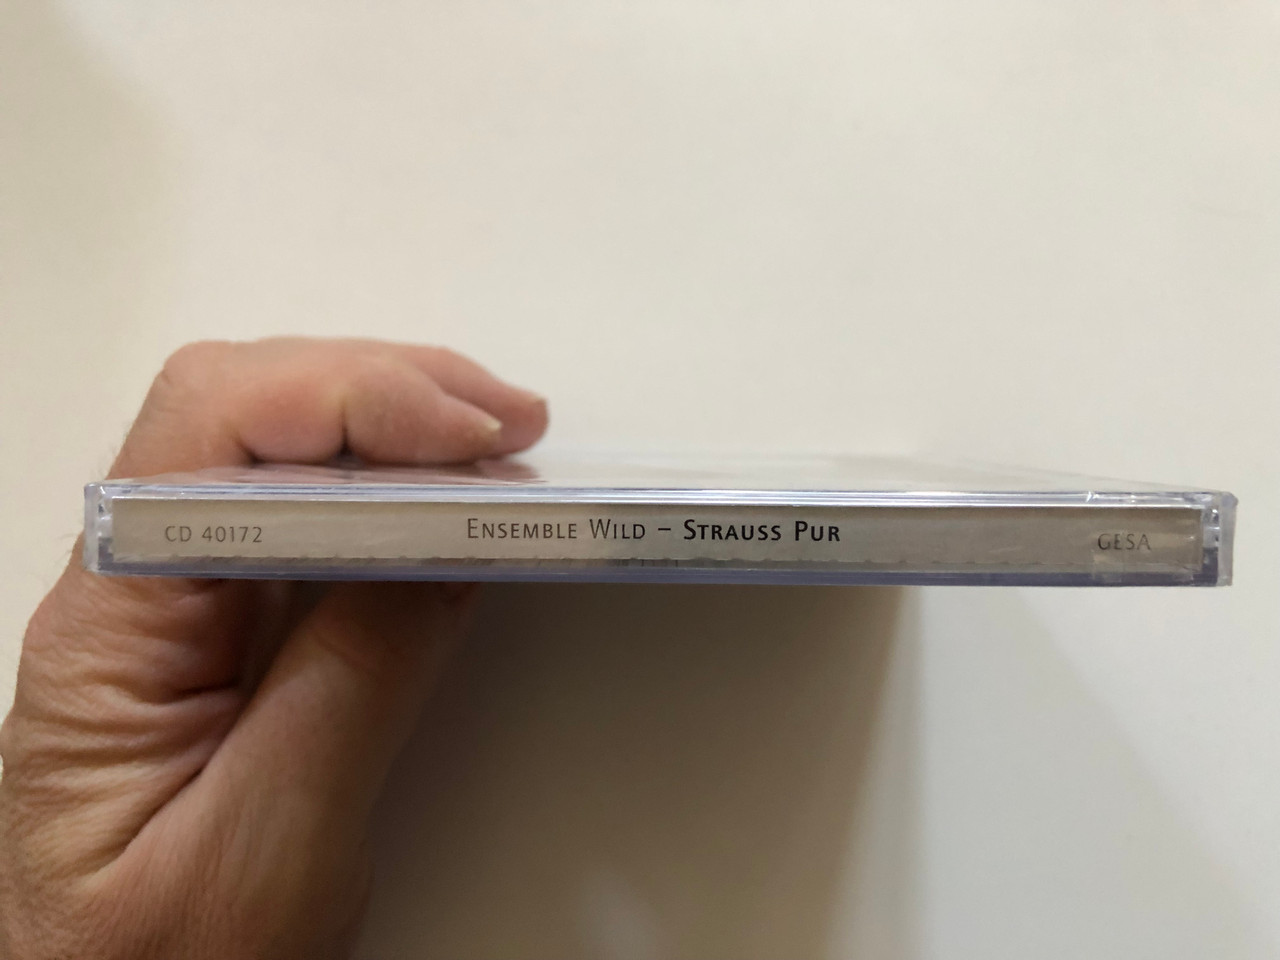 CD 40172 Ensemble Wild – Strauss Pur GESA